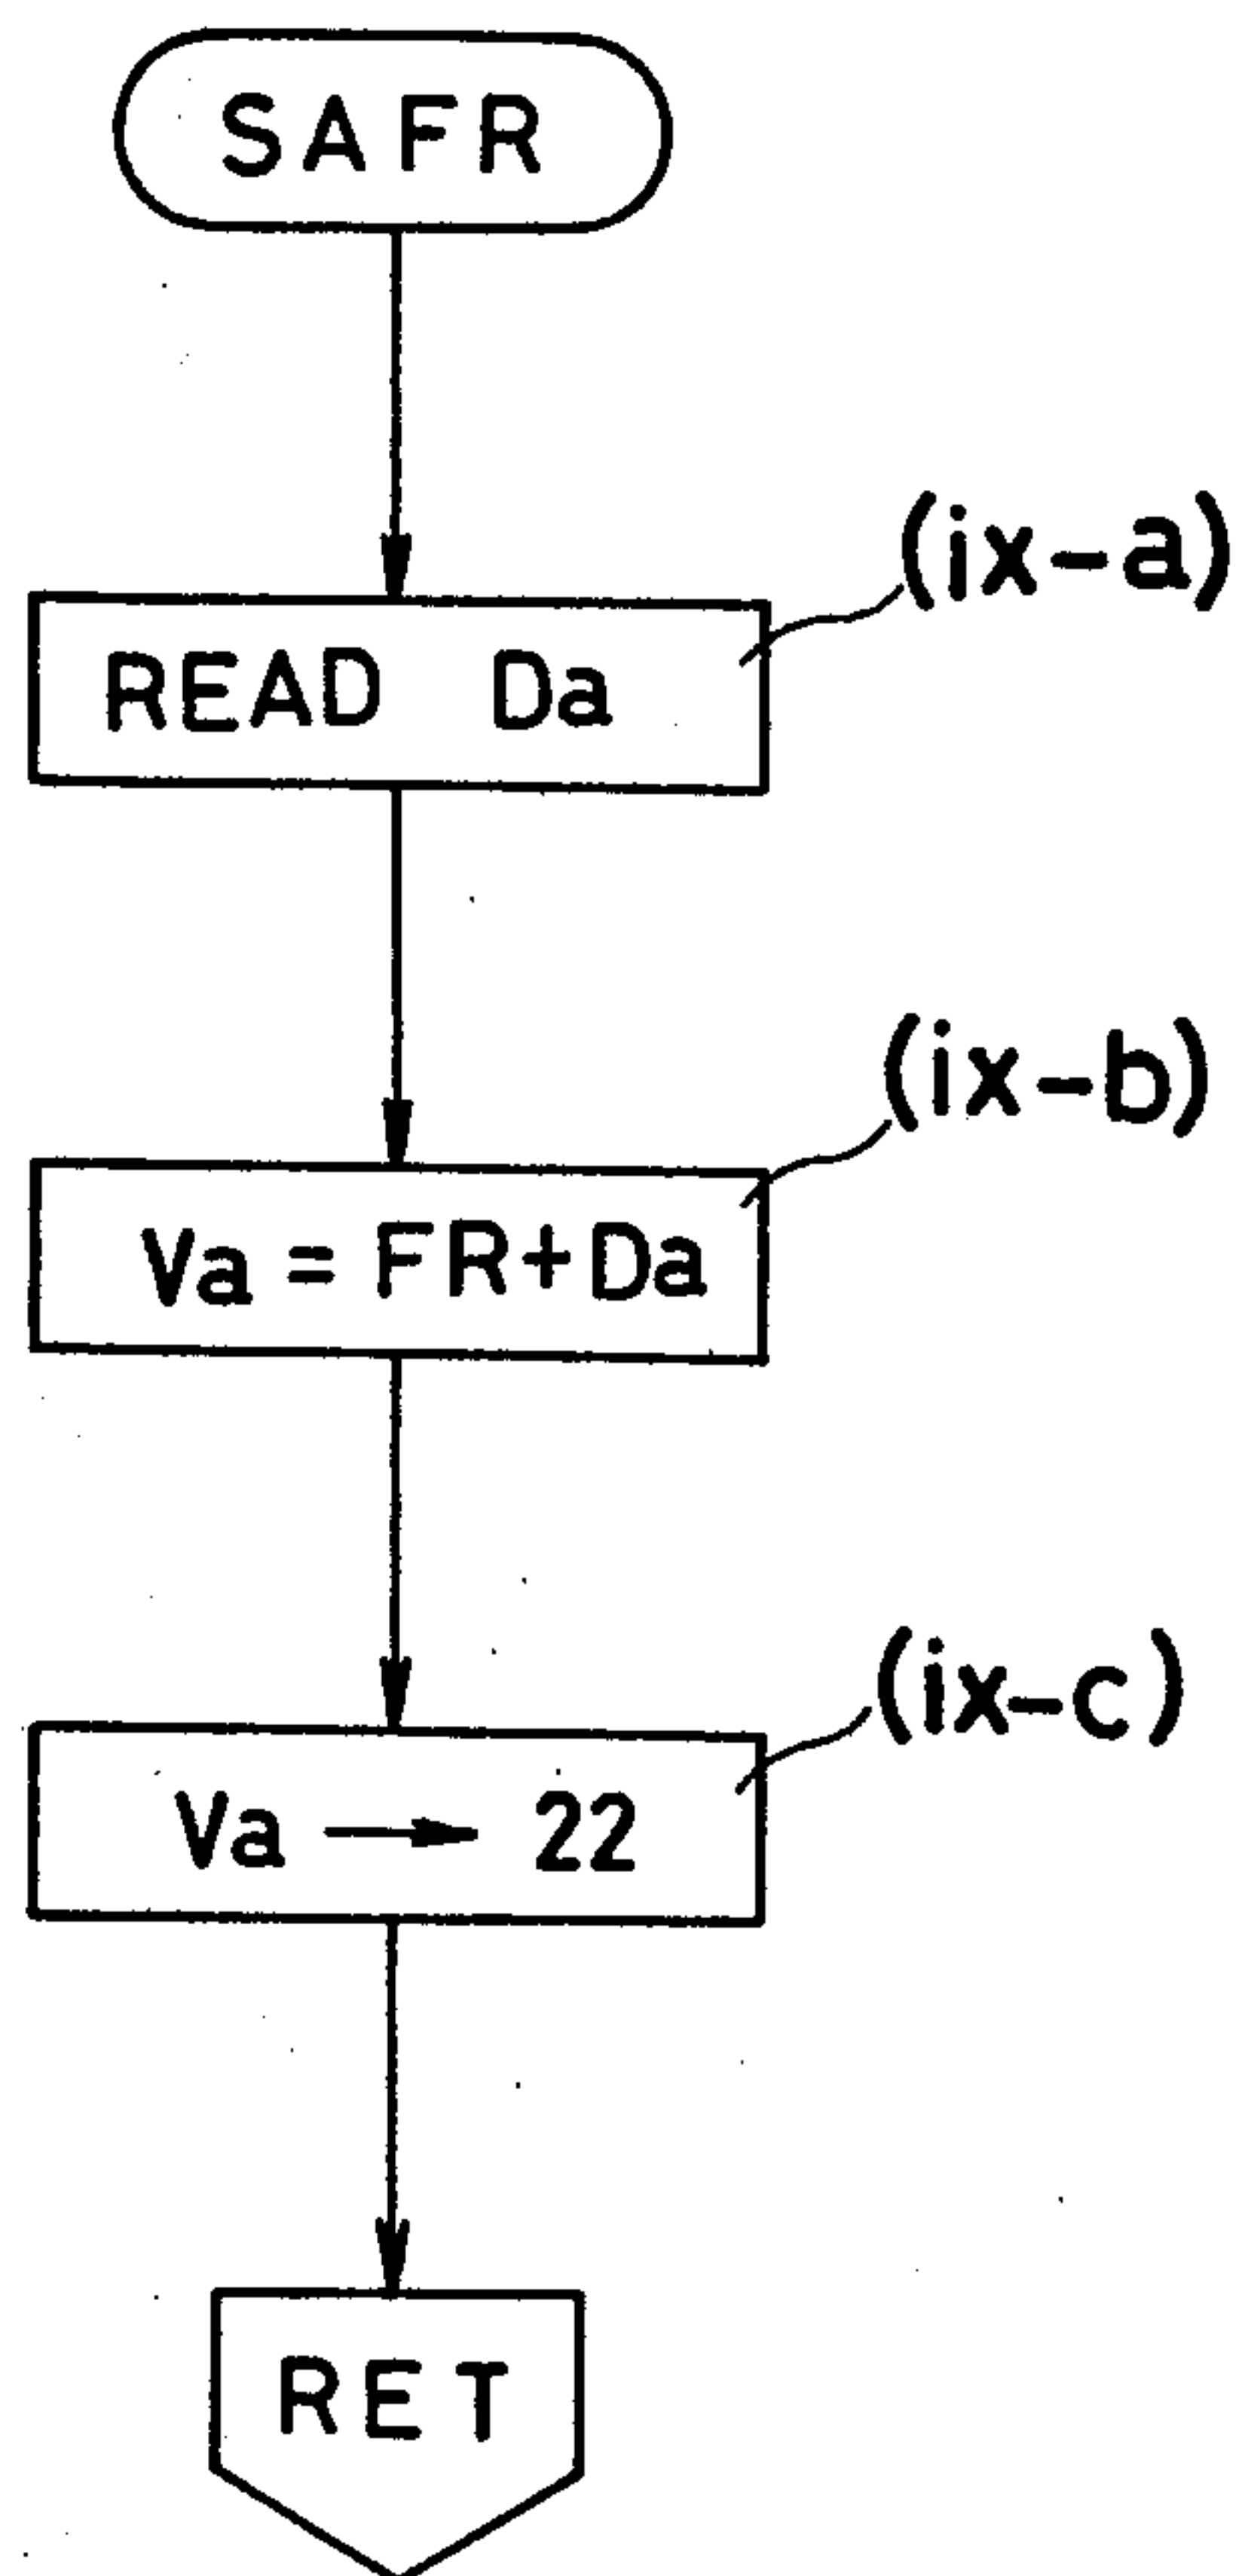 SAFR
(ix-a)
READ Da
(ix-b)
Va = FR+Da
(ix-c)
Va → 22
RET